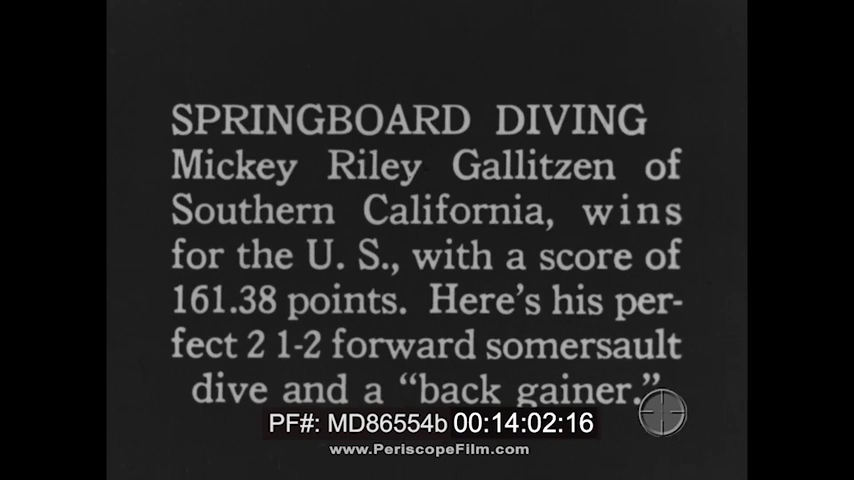 SPRINGBOARD DIVING
Mickey Riley Gallitzen of
Southern California, wins
for the U. S., with a score of
161.38 points. Here's his per-
fect 2 1-2 forward somersault
dive and a “back gainer.”
PF#: MD86554b 00:14:02:16
www.PeriscopeFilm.com